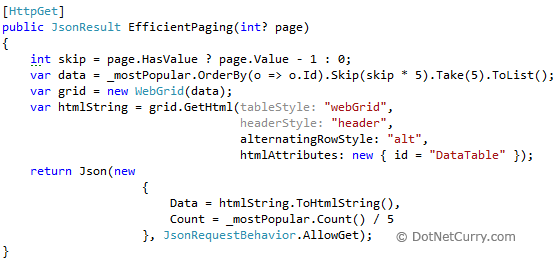 [HttpGet]
public JsonResult EfficientPaging(int? page)
{
    int skip = page.HasValue ? page.Value - 1 : 0;
    var data = _mostPopular.OrderBy(o => o.Id).Skip(skip * 5).Take(5).ToList();
    var grid = new WebGrid(data);
    var htmlString = grid.GetHtml(tableStyle: "webGrid",
                                  headerStyle: "header",
                                  alternatingRowStyle: "alt",
                                  htmlAttributes: new { id = "DataTable" });
    return Json(new
                    {
                        Data = htmlString.ToHtmlString(),
                        Count = _mostPopular.Count() / 5
                    }, JsonRequestBehavior.AllowGet);
© DotNetCurry.com
}